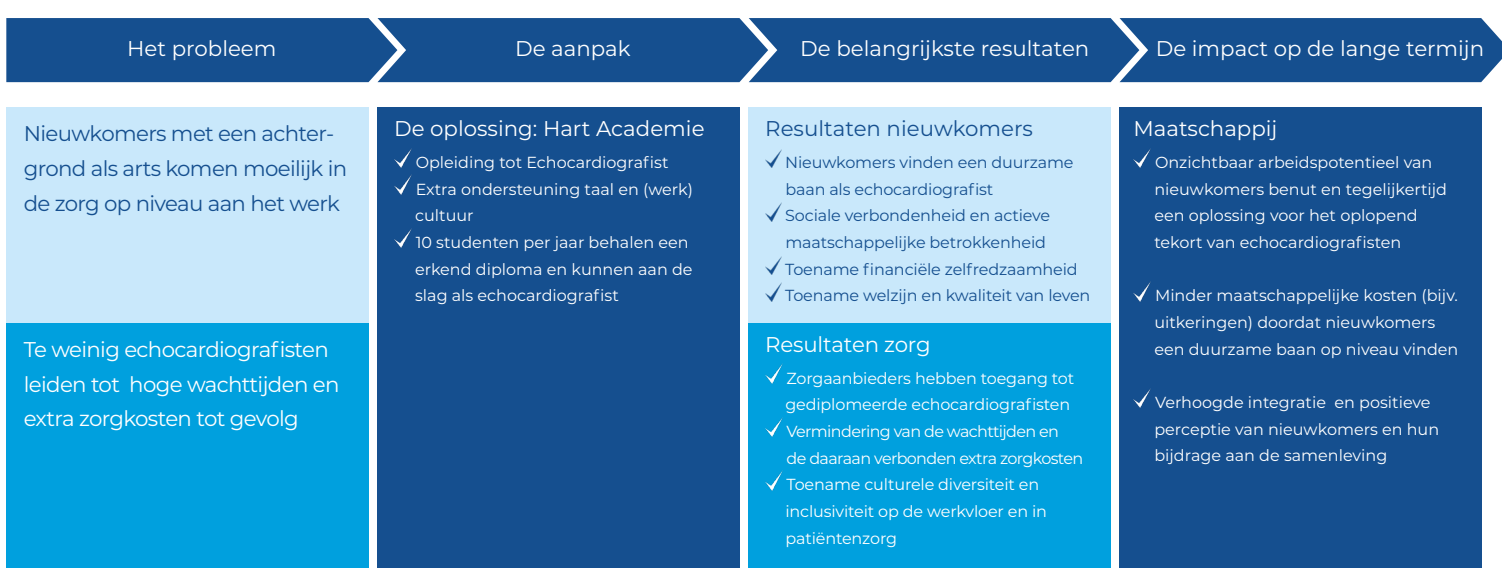 Het probleem
De aanpak
De belangrijkste resultaten
De impact op de lange termijn
Nieuwkomers met een achter-
grond als arts komen moeilijk in
de zorg op niveau aan het werk
Te weinig echocardiografisten
leiden tot hoge wachttijden en
extra zorgkosten tot gevolg
De oplossing: Hart Academie
✓ Opleiding tot Echocardiografist
✓ Extra ondersteuning taal en (werk)
cultuur
✓ 10 studenten per jaar behalen een
erkend diploma en kunnen aan de
slag als echocardiografist
Resultaten nieuwkomers
✓ Nieuwkomers vinden een duurzame
baan als echocardiografist
✓ Sociale verbondenheid en actieve
maatschappelijke betrokkenheid
✓ Toename financiële zelfredzaamheid
✓ Toename welzijn en kwaliteit van leven
Resultaten zorg
✓ Zorgaanbieders hebben toegang tot
gediplomeerde echocardiografisten
✓ Vermindering van de wachttijden en
de daaraan verbonden extra zorgkosten
✓ Toename culturele diversiteit en
inclusiviteit op de werkvloer en in
patiëntenzorg
Maatschappij
✓ Onzichtbaar arbeidspotentieel van
nieuwkomers benut en tegelijkertijd
een oplossing voor het oplopend
tekort van echocardiografisten
✓ Minder maatschappelijke kosten (bijv.
uitkeringen) doordat nieuwkomers
een duurzame baan op niveau vinden
✓ Verhoogde integratie en positieve
perceptie van nieuwkomers en hun
bijdrage aan de samenleving